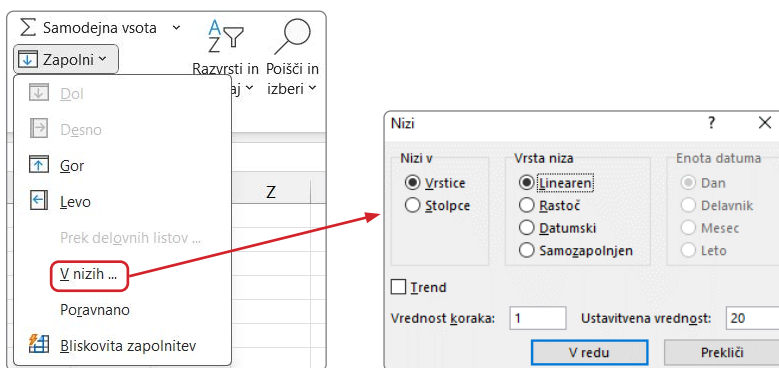 Samodejna vsota
Zapolni
Razvrsti in Poišči in
aj izberi
Dol
Desno
Gor
Levo
Prek delovnih listov ...
V nizih ...
Poravnano
Bliskovita zapolnitev
Z
Nizi ? X
Nizi v
Vrstice
Stolpce
Vrsta niza
Linearen
Rastoč
Datumski
Samozapolnjen
Enota datuma
Dan
Delavnik
Mesec
Leto
Trend
Vrednost koraka: 1 Ustavitvena vrednost: 20
V redu Prekliči